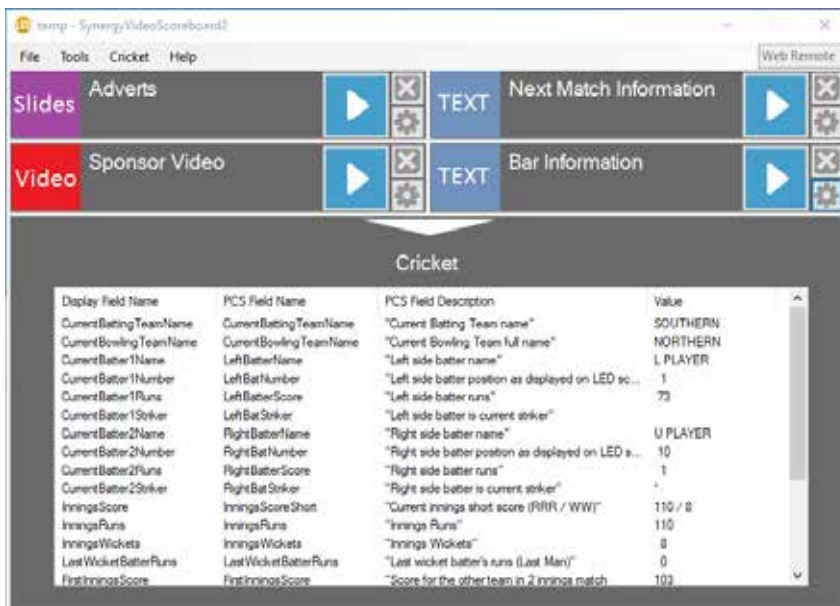 temp - SynergyVideoScoreboard2
File Tools Cricket Help Web Remote
Slides Adverts TEXT Next Match Information
Video Sponsor Video TEXT Bar Information
Cricket
Display Field Name PCS Field Name PCS Field Description Value
CurrentBattingTeamName CurrentBattingTeamName "Current Batting Team name" SOUTHERN
CurrentBowlingTeamName CurrentBowlingTeamName "Current Bowling Team full name" NORTHERN
CurrentBatter1Name LeftBatterName "Left side batter name" L PLAYER
CurrentBatter1Number LeftBatNumber "Left side batter position as displayed on LED sc... 1
CurrentBatter1Runs LeftBatterScore "Left side batter runs" 73
CurrentBatter1Striker LeftBatStriker "Left side batter is current striker"
CurrentBatter2Name RightBatterName "Right side batter name" U PLAYER
CurrentBatter2Number RightBatNumber "Right side batter position as displayed on LED s... 10
CurrentBatter2Runs RightBatterScore "Right side batter runs" 1
CurrentBatter2Striker RightBatStriker "Right side batter is current striker" *
InningsScore InningsScoreShort "Current innings short score (RRR / WW)" 110 / 8
InningsRuns InningsRuns "Innings Runs" 110
InningsWickets InningsWickets "Innings Wickets" 8
LastWicketBatterRuns LastWicketBatterRuns "Last wicket batter's runs (Last Man)" 0
FirstInningsScore FirstInningsScore "Score for the other team in 2 innings match 103